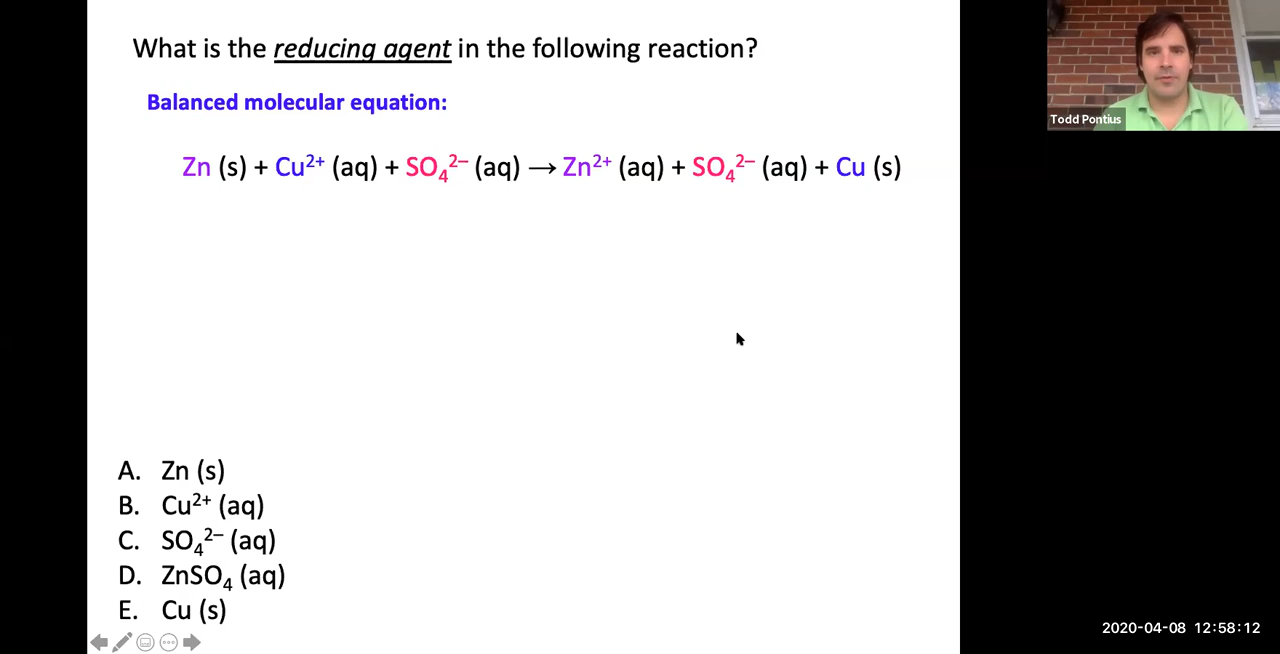 What is the reducing agent in the following reaction?
Balanced molecular equation:
Zn (s) + Cu²⁺ (aq) + SO₄²⁻ (aq) → Zn²⁺ (aq) + SO₄²⁻ (aq) + Cu (s)
A. Zn (s)
B. Cu²⁺ (aq)
C. SO₄²⁻ (aq)
D. ZnSO₄ (aq)
E. Cu (s)
Todd Pontius
2020-04-08 12:58:12